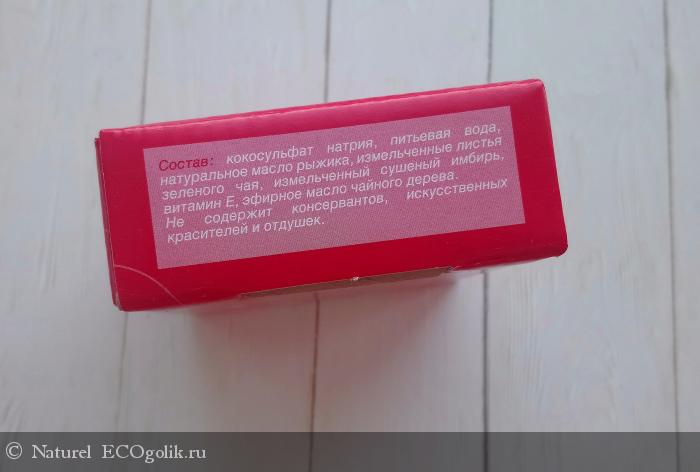 Состав: кокосульфат натрия, питьевая вода,
натуральное масло рыжика, измельченные листья
зеленого чая, измельченный сушеный имбирь,
витамин Е, эфирное масло чайного дерева.
Не содержит консервантов, искусственных
красителей и отдушек.
© Naturel ECOgolik.ru